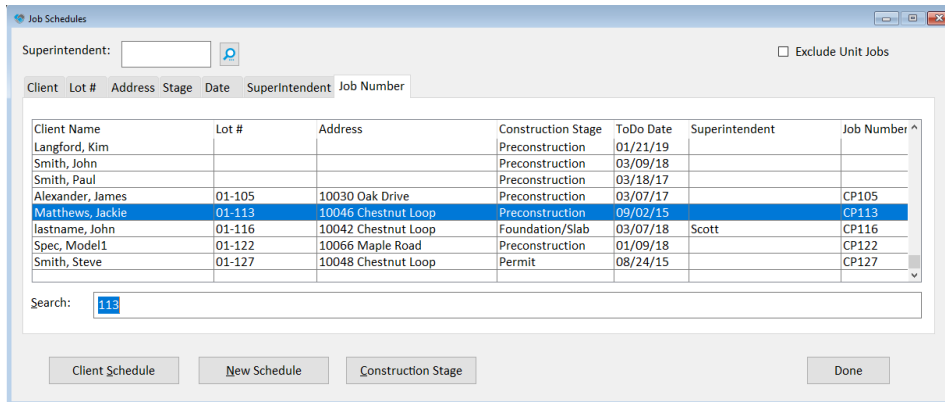 Job Schedules
Superintendent:
Exclude Unit Jobs
Client Lot # Address Stage Date SuperIntendent Job Number
Client Name Lot # Address Construction Stage ToDo Date Superintendent Job Number
Langford, Kim Preconstruction 01/21/19
Smith, John Preconstruction 03/09/18
Smith, Paul Preconstruction 03/18/17
Alexander, James 01-105 10030 Oak Drive Preconstruction 03/07/17 CP105
Matthews, Jackie 01-113 10046 Chestnut Loop Preconstruction 09/02/15 CP113
lastname, John 01-116 10042 Chestnut Loop Foundation/Slab 03/07/18 Scott CP116
Spec, Model1 01-122 10066 Maple Road Preconstruction 01/09/18 CP122
Smith, Steve 01-127 10048 Chestnut Loop Permit 08/24/15 CP127
Search: 113
Client Schedule New Schedule Construction Stage Done